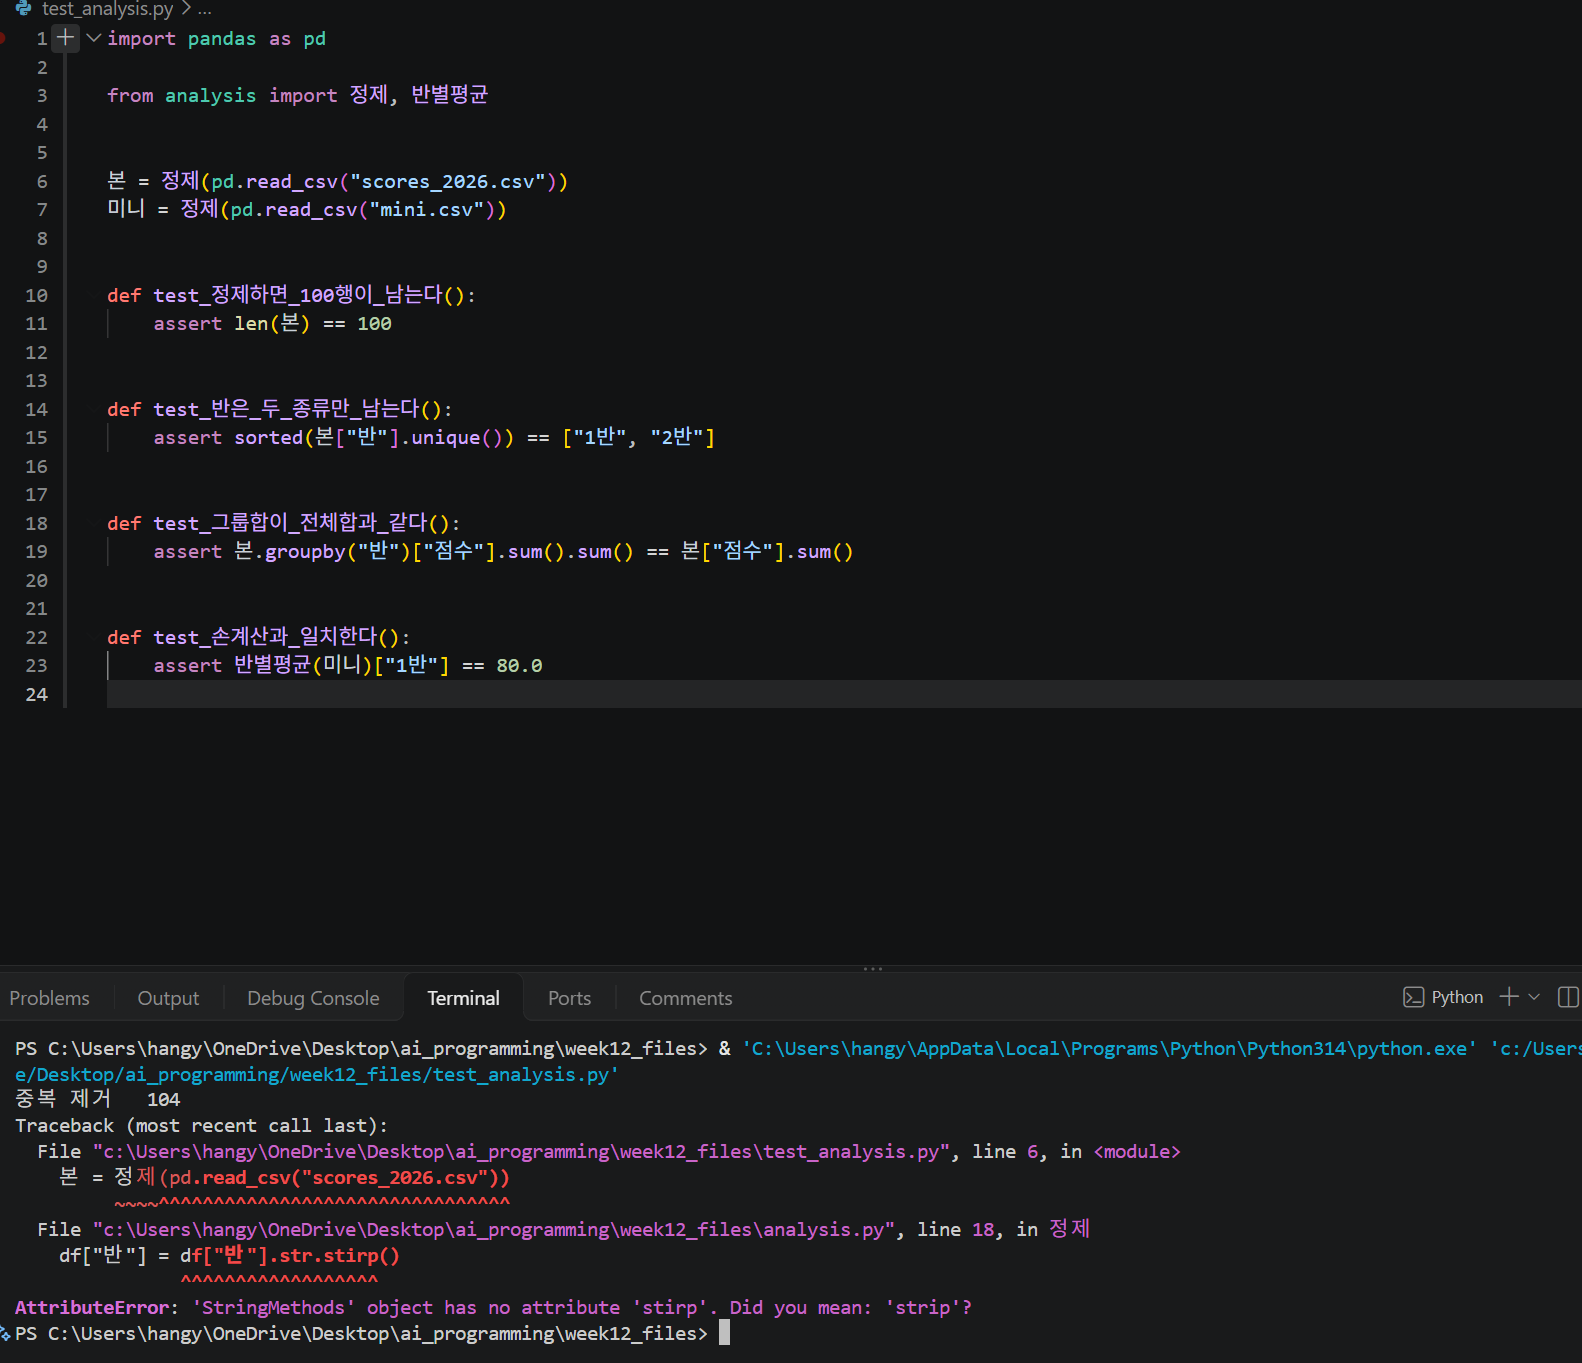 test_analysis.py > ...
1 import pandas as pd
2
3 from analysis import 정제, 반별평균
4
5
6 본 = 정제(pd.read_csv("scores_2026.csv"))
7 미니 = 정제(pd.read_csv("mini.csv"))
8
9
10 def test_정제하면_100행이_남는다():
11 assert len(본) == 100
12
13
14 def test_반은_두_종류만_남는다():
15 assert sorted(본["반"].unique()) == ["1반", "2반"]
16
17
18 def test_그룹합이_전체합과_같다():
19 assert 본.groupby("반")["점수"].sum().sum() == 본["점수"].sum()
20
21
22 def test_손계산과_일치한다():
23 assert 반별평균(미니)["1반"] == 80.0
24
Problems Output Debug Console Terminal Ports Comments Python
PS C:\Users\hangy\OneDrive\Desktop\ai_programming\week12_files> & 'C:\Users\hangy\AppData\Local\Programs\Python\Python314\python.exe' 'c:/Users
e/Desktop/ai_programming/week12_files/test_analysis.py'
중복 제거 104
Traceback (most recent call last):
File "c:\Users\hangy\OneDrive\Desktop\ai_programming\week12_files\test_analysis.py", line 6, in <module>
본 = 정제(pd.read_csv("scores_2026.csv"))
~~~~^^^^^^^^^^^^^^^^^^^^^^^^^^^^^^^^
File "c:\Users\hangy\OneDrive\Desktop\ai_programming\week12_files\analysis.py", line 18, in 정제
df["반"] = df["반"].str.stirp()
^^^^^^^^^^^^^^^^^^
AttributeError: 'StringMethods' object has no attribute 'stirp'. Did you mean: 'strip'?
PS C:\Users\hangy\OneDrive\Desktop\ai_programming\week12_files>